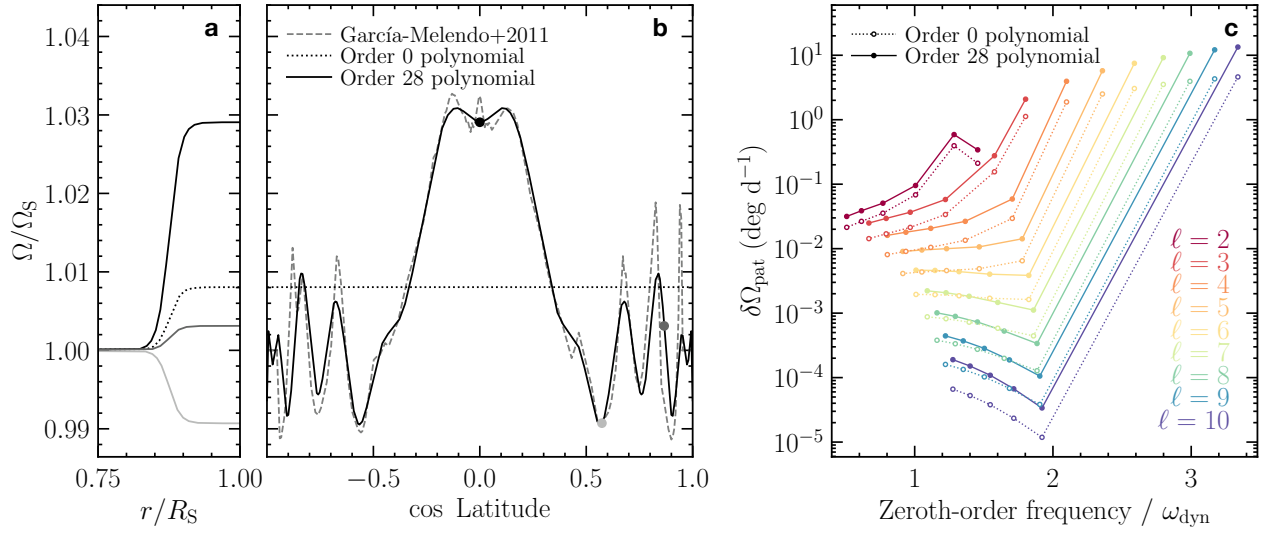 a
1.04
1.03
1.02
1.01
1.00
0.99
Ω/Ω_S
0.75
1.00
r/R_S
b
García-Melendo+2011
Order 0 polynomial
Order 28 polynomial
−0.5
0.0
0.5
1.0
cos Latitude
c
Order 0 polynomial
Order 28 polynomial
10^1
10^0
10^−1
10^−2
10^−3
10^−4
10^−5
δΩ_pat (deg d^−1)
ℓ = 2
ℓ = 3
ℓ = 4
ℓ = 5
ℓ = 6
ℓ = 7
ℓ = 8
ℓ = 9
ℓ = 10
1
2
3
Zeroth-order frequency / ω_dyn